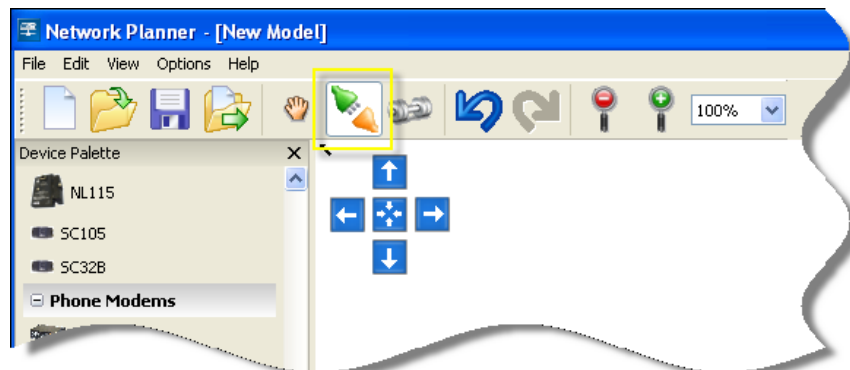 Network Planner - [New Model]
File Edit View Options Help
100%
Device Palette X
NL115
SC105
SC32B
Phone Modems